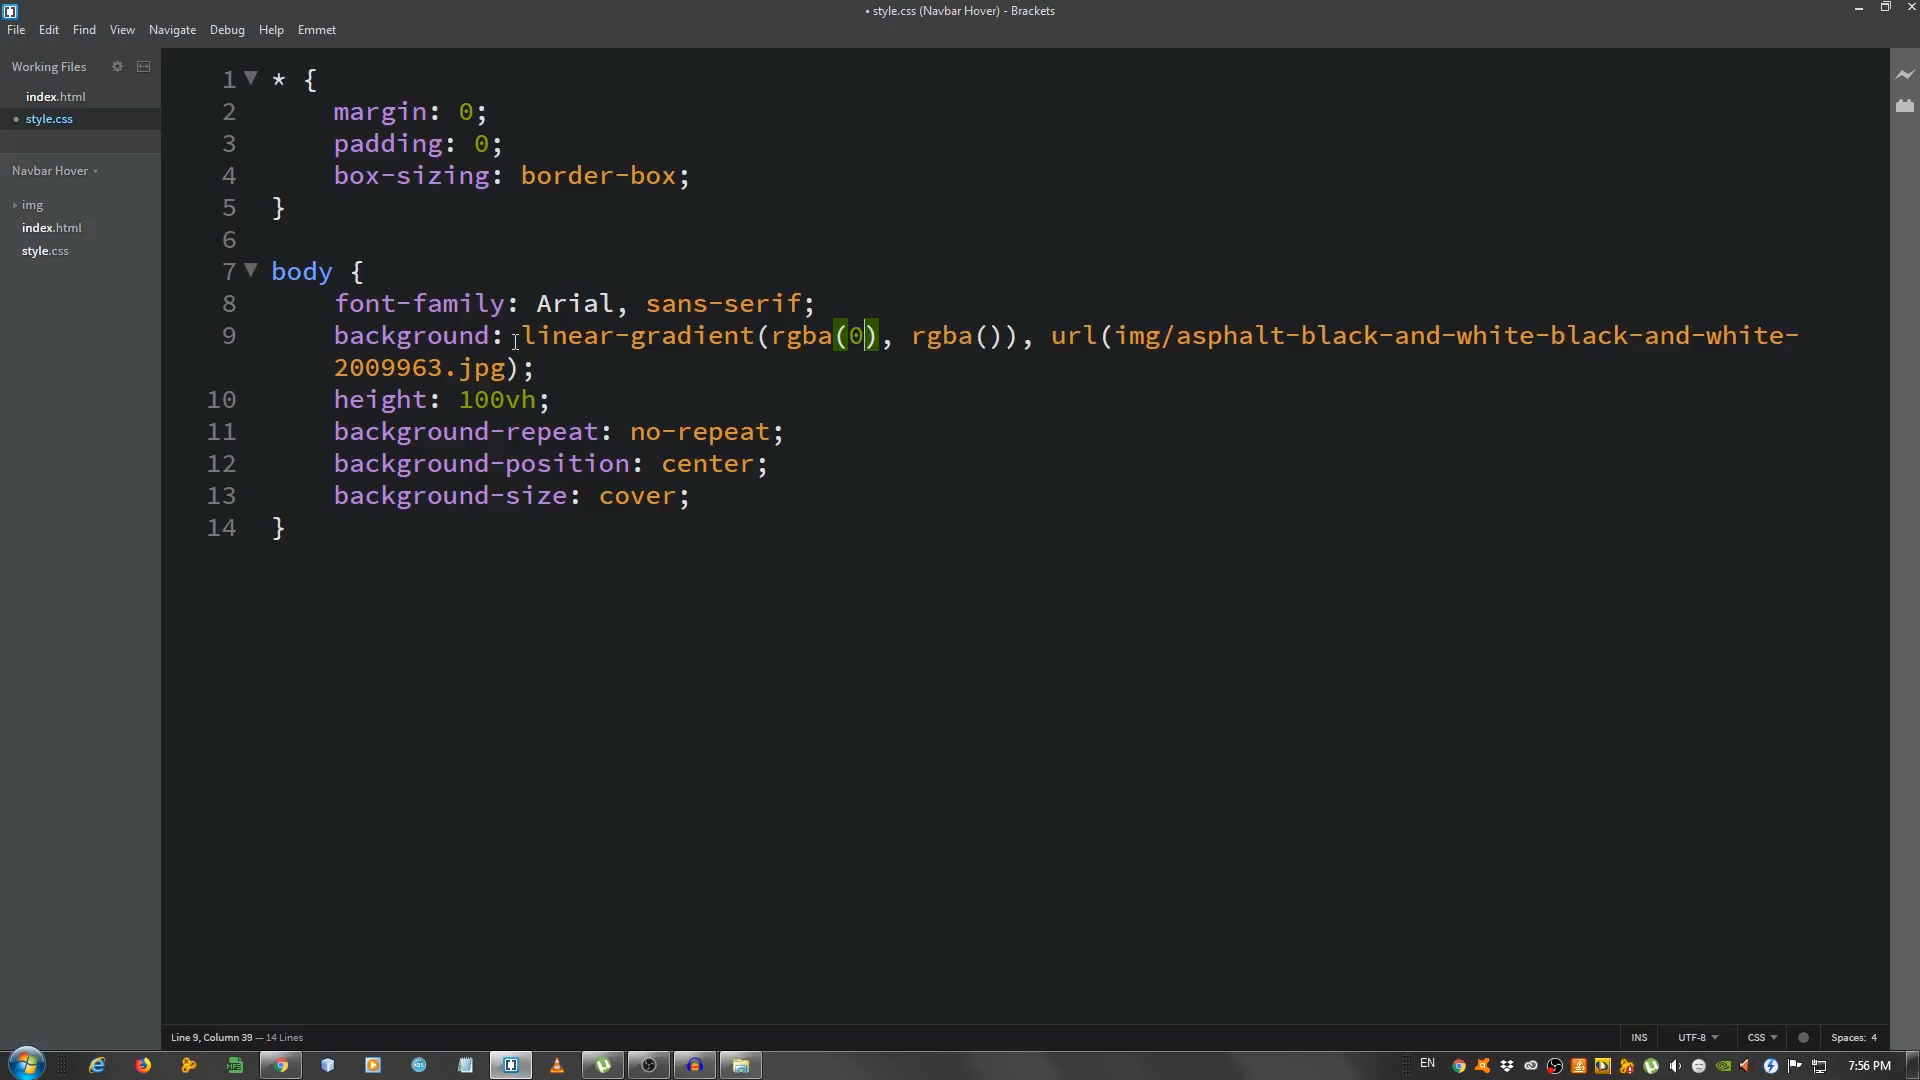 • style.css (Navbar Hover) - Brackets
File Edit Find View Navigate Debug Help Emmet
Working Files
index.html
• style.css
Navbar Hover
img
index.html
style.css
1 * {
2 margin: 0;
3 padding: 0;
4 box-sizing: border-box;
5 }
6
7 body {
8 font-family: Arial, sans-serif;
9 background: linear-gradient(rgba(0), rgba()), url(img/asphalt-black-and-white-black-and-white-
2009963.jpg);
10 height: 100vh;
11 background-repeat: no-repeat;
12 background-position: center;
13 background-size: cover;
14 }
Line 9, Column 39 — 14 Lines
INS UTF-8 CSS Spaces: 4
EN 7:56 PM